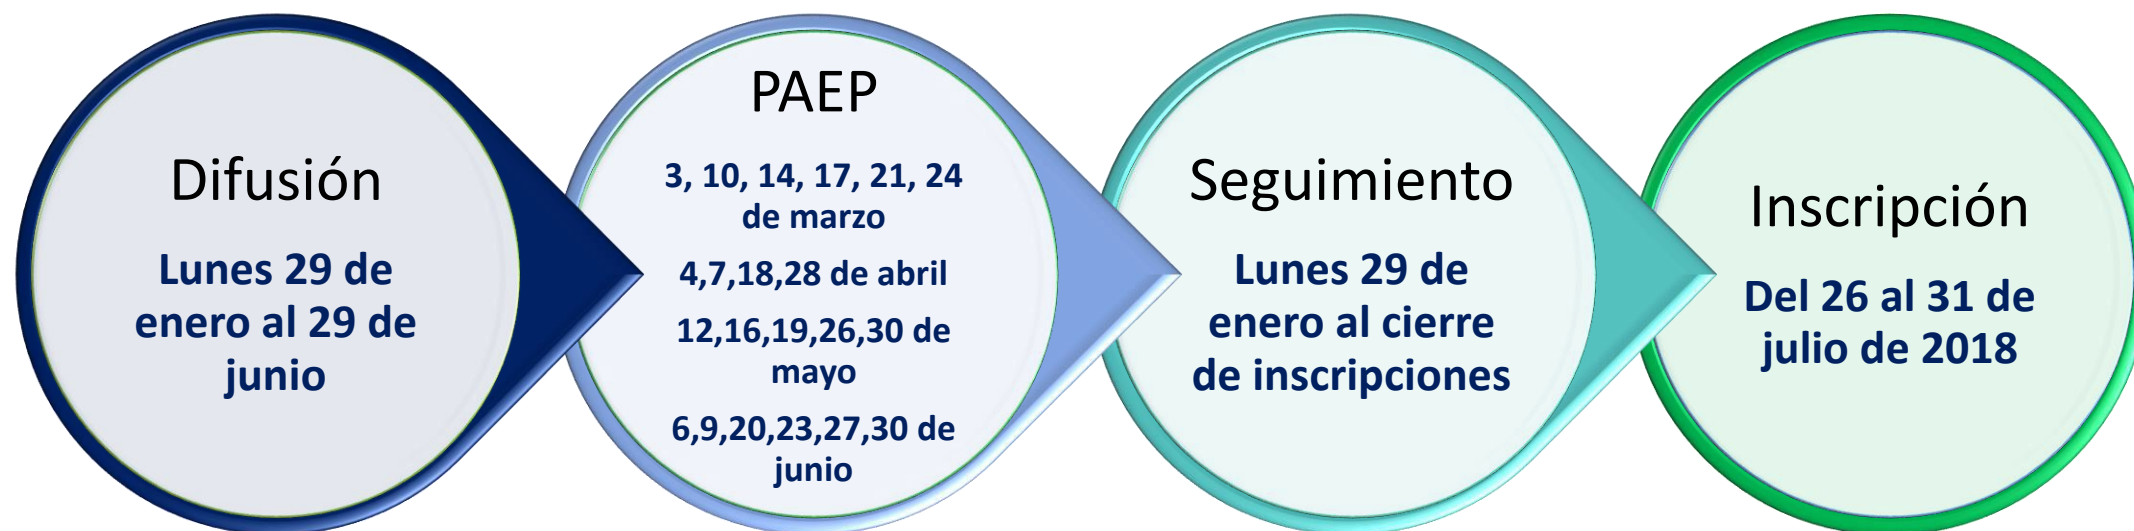 Difusión
Lunes 29 de
enero al 29 de
junio
PAEP
3, 10, 14, 17, 21, 24
de marzo
4,7,18,28 de abril
12,16,19,26,30 de
mayo
6,9,20,23,27,30 de
junio
Seguimiento
Lunes 29 de
enero al cierre
de inscripciones
Inscripción
Del 26 al 31 de
julio de 2018